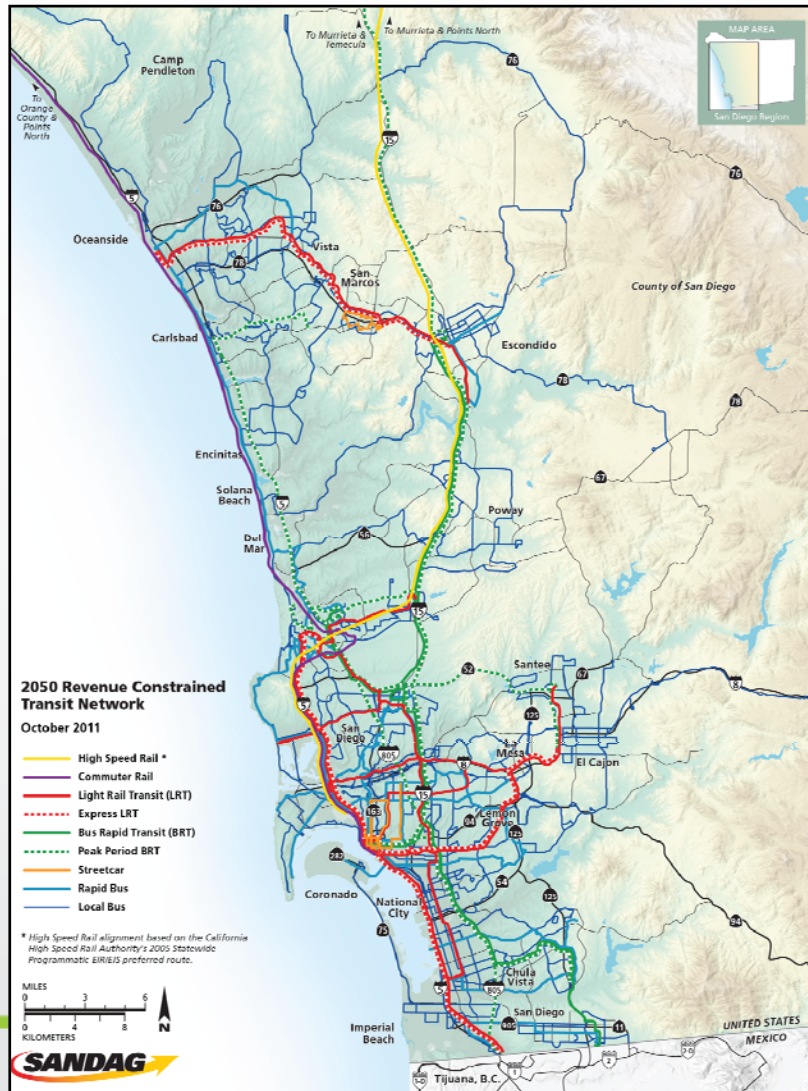 To Murrieta &
Temecula
To Murrieta & Points North
MAP AREA
San Diego Region
Camp
Pendleton
To
Orange
County &
Points
North
76
15
5
76
76
Oceanside
Vista
78
San
Marcos
County of San Diego
Carlsbad
Escondido
78
78
Encinitas
67
Solana
Beach
5
Poway
Del
Mar
56
15
52
Santee
67
8
2050 Revenue Constrained
Transit Network
October 2011
5
San
Diego
125
805
Mesa
8
El Cajon
High Speed Rail *
Commuter Rail
Light Rail Transit (LRT)
Express LRT
Bus Rapid Transit (BRT)
Peak Period BRT
Streetcar
Rapid Bus
Local Bus
15
163
94
Lemon
Grove
125
282
54
Coronado
National
City
125
94
75
* High Speed Rail alignment based on the California
High Speed Rail Authority's 2005 Statewide
Programmatic EIR/EIS preferred route.
Chula
Vista
5
805
MILES
0 3 6
0 4 8
KILOMETERS
N
San Diego
905
11
Imperial
Beach
UNITED STATES
MEXICO
SANDAG
Tijuana, B.C.
1-D
1
2
2-D